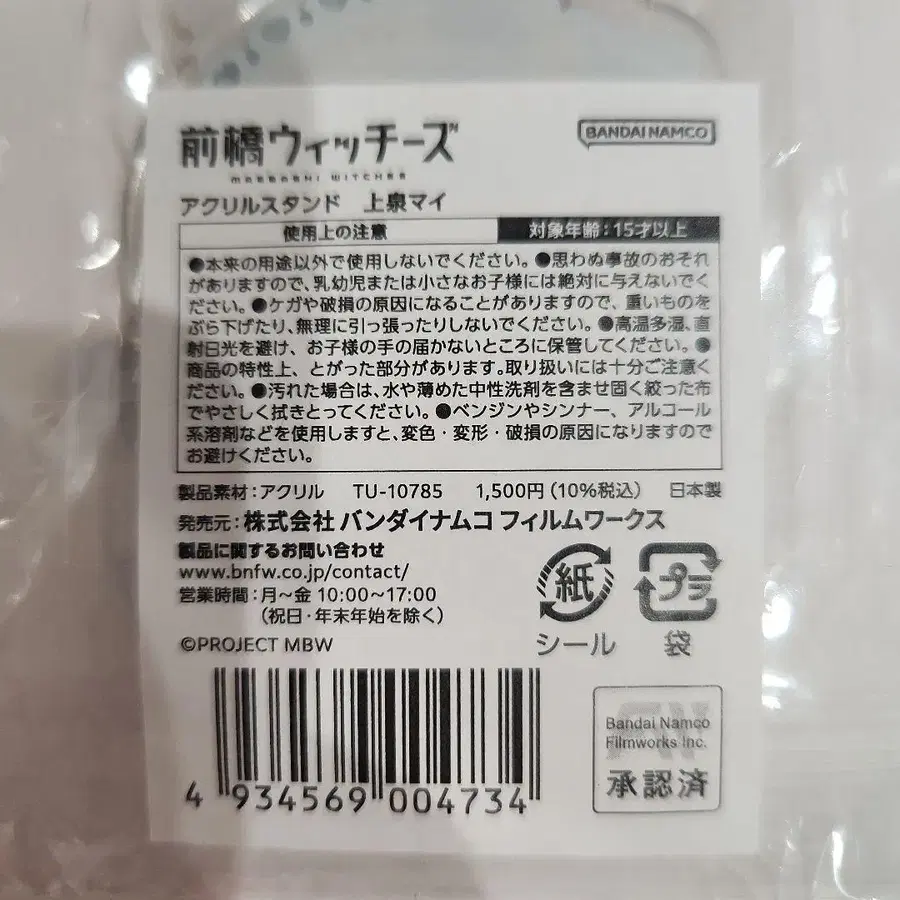 前橋ウィッチーズ
MAEBASHI WITCHES
BANDAI NAMCO
アクリルスタンド 上泉マイ
使用上の注意
対象年齢：15才以上
●本来の用途以外で使用しないでください。●思わぬ事故のおそれ
がありますので、乳幼児または小さなお子様には絶対に与えないでく
ださい。●ケガや破損の原因になることがありますので、重いものを
ぶら下げたり、無理に引っ張ったりしないでください。●高温多湿、直
射日光を避け、お子様の手の届かないところに保管してください。●
商品の特性上、とがった部分があります。取り扱いには十分ご注意く
ださい。●汚れた場合は、水や薄めた中性洗剤を含ませ固く絞った布
でやさしく拭きとってください。●ベンジンやシンナー、アルコール
系溶剤などを使用しますと、変色・変形・破損の原因になりますので
お避けください。
製品素材：アクリル TU-10785 1,500円（10%税込） 日本製
発売元：株式会社 バンダイナムコ フィルムワークス
製品に関するお問い合わせ
www.bnfw.co.jp/contact/
営業時間：月～金 10:00～17:00
（祝日・年末年始を除く）
©PROJECT MBW
紙
シール
プラ
袋
4 934569 004734
Bandai Namco
Filmworks Inc.
承認済